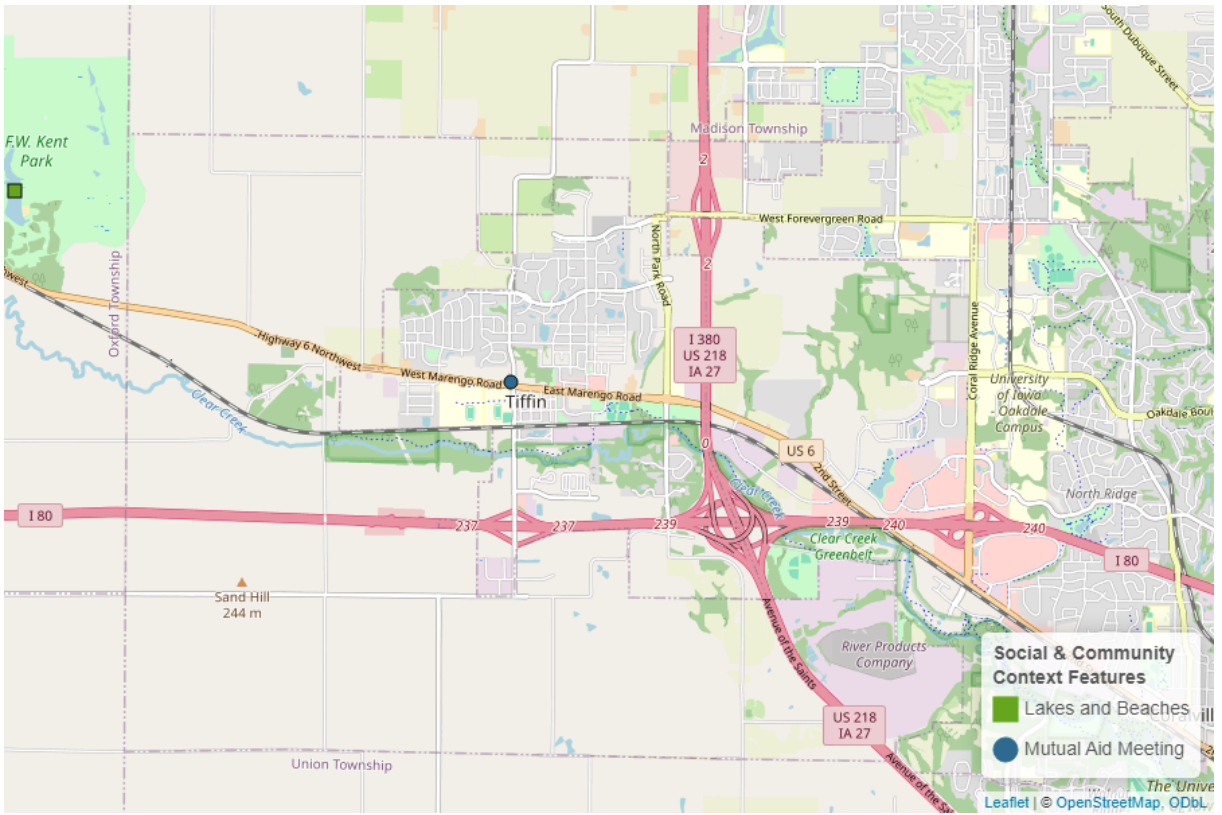 South Dubuque Street
F.W. Kent
Park
Madison Township
2
West Forevergreen Road
North Park Road
2
Oxford Township
nwest
Highway 6 Northwest
I 380
US 218
IA 27
Coral Ridge Avenue
West Marengo Road
East Marengo Road
Tiffin
University
of Iowa
Oakdale
Campus
Oakdale Boul
Clear Creek
0
US 6
2nd Street
Clear Creek
North Ridge
I 80
237
237
239
239
240
240
Clear Creek
Greenbelt
I 80
Sand Hill
244 m
Avenue of the Saints
River Products
Company
Social & Community
Context Features
Lakes and Beaches
Mutual Aid Meeting
Coralvill
US 218
IA 27
Union Township
Avenue of the Sa
The Unive
Leaflet | © OpenStreetMap, ODbL